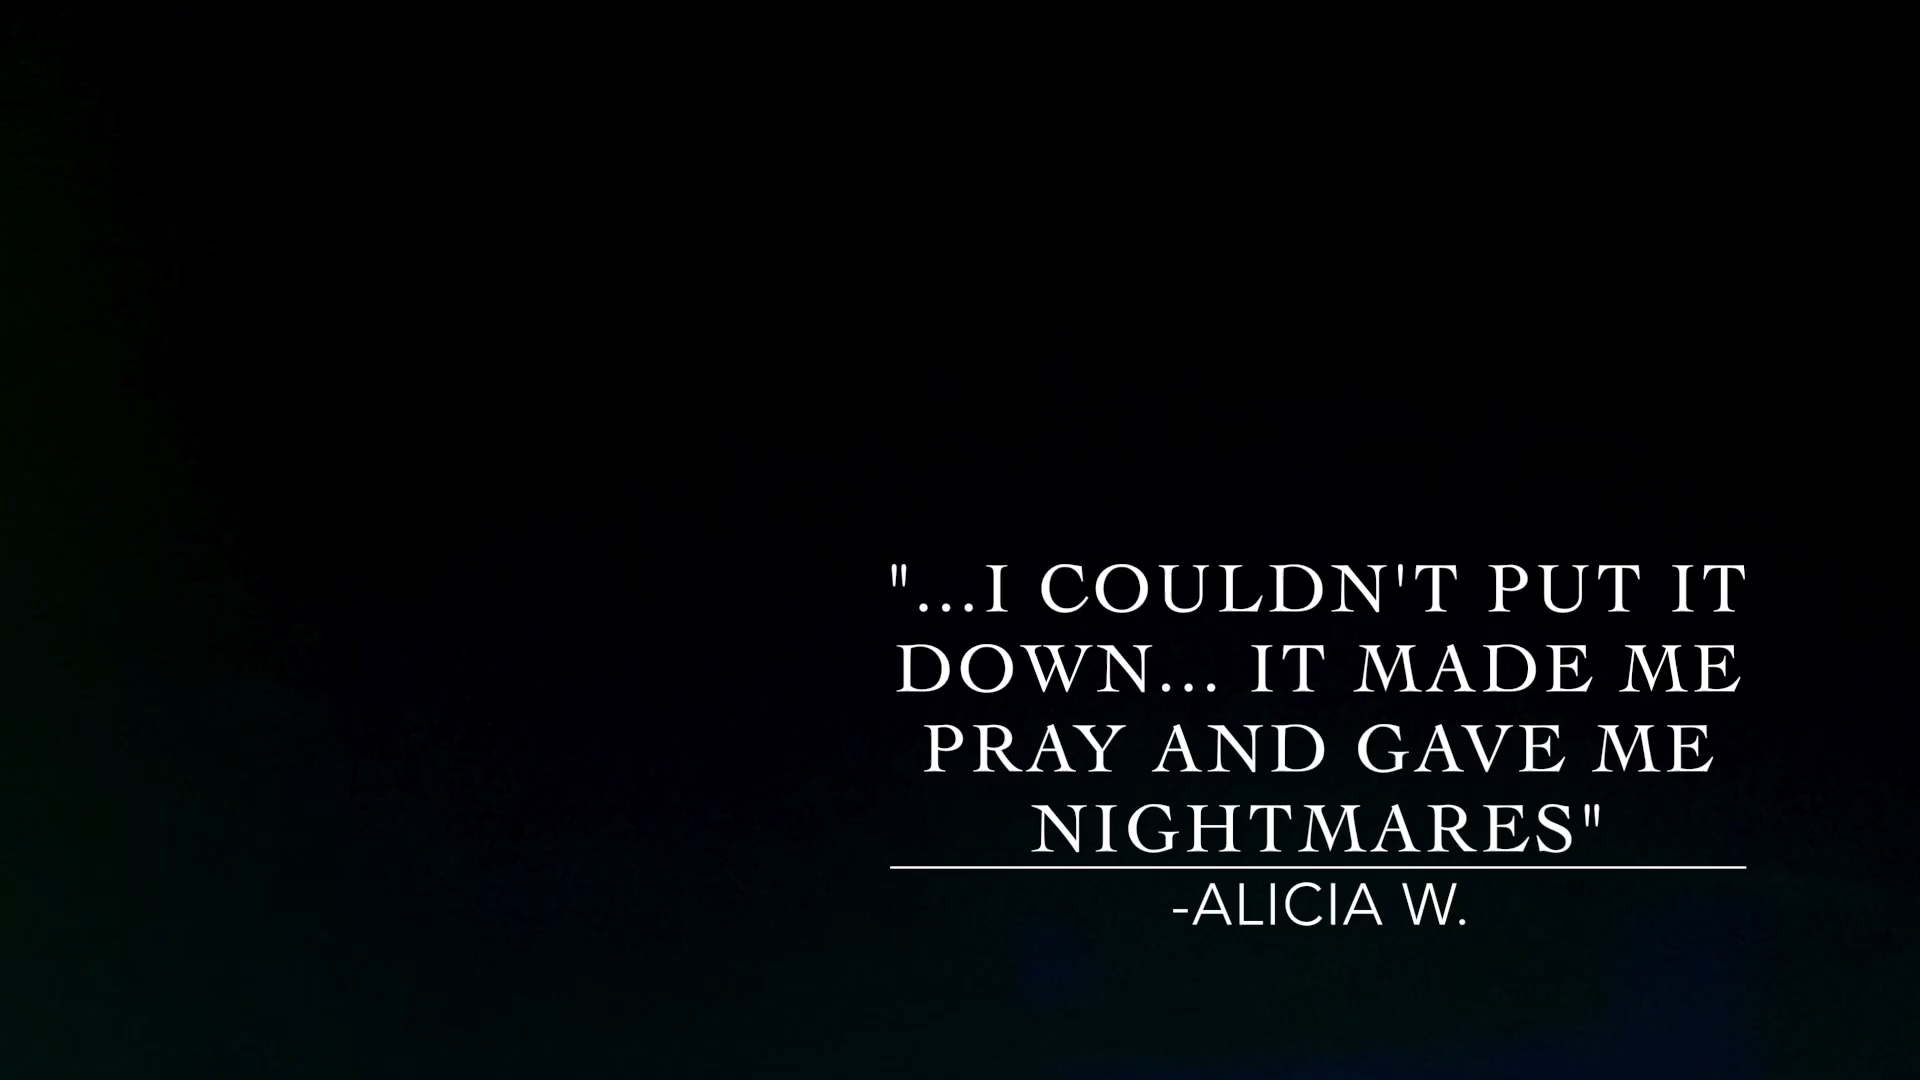 "...I COULDN'T PUT IT
DOWN... IT MADE ME
PRAY AND GAVE ME
NIGHTMARES"
-ALICIA W.